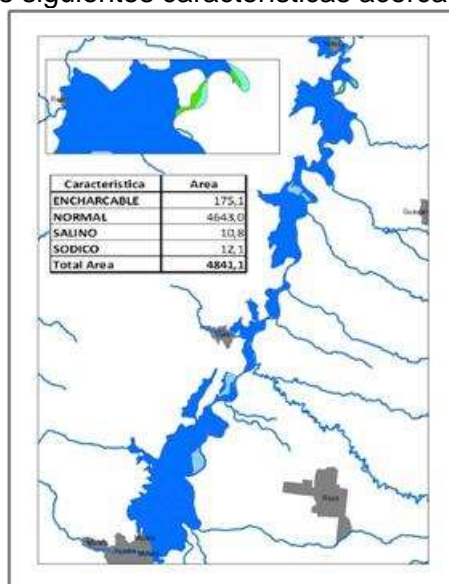 s siguientes características acerca
Característica Area
ENCHARCABLE 175,1
NORMAL 4643,0
SALINO 10,8
SODICO 12,1
Total Area 4841,1